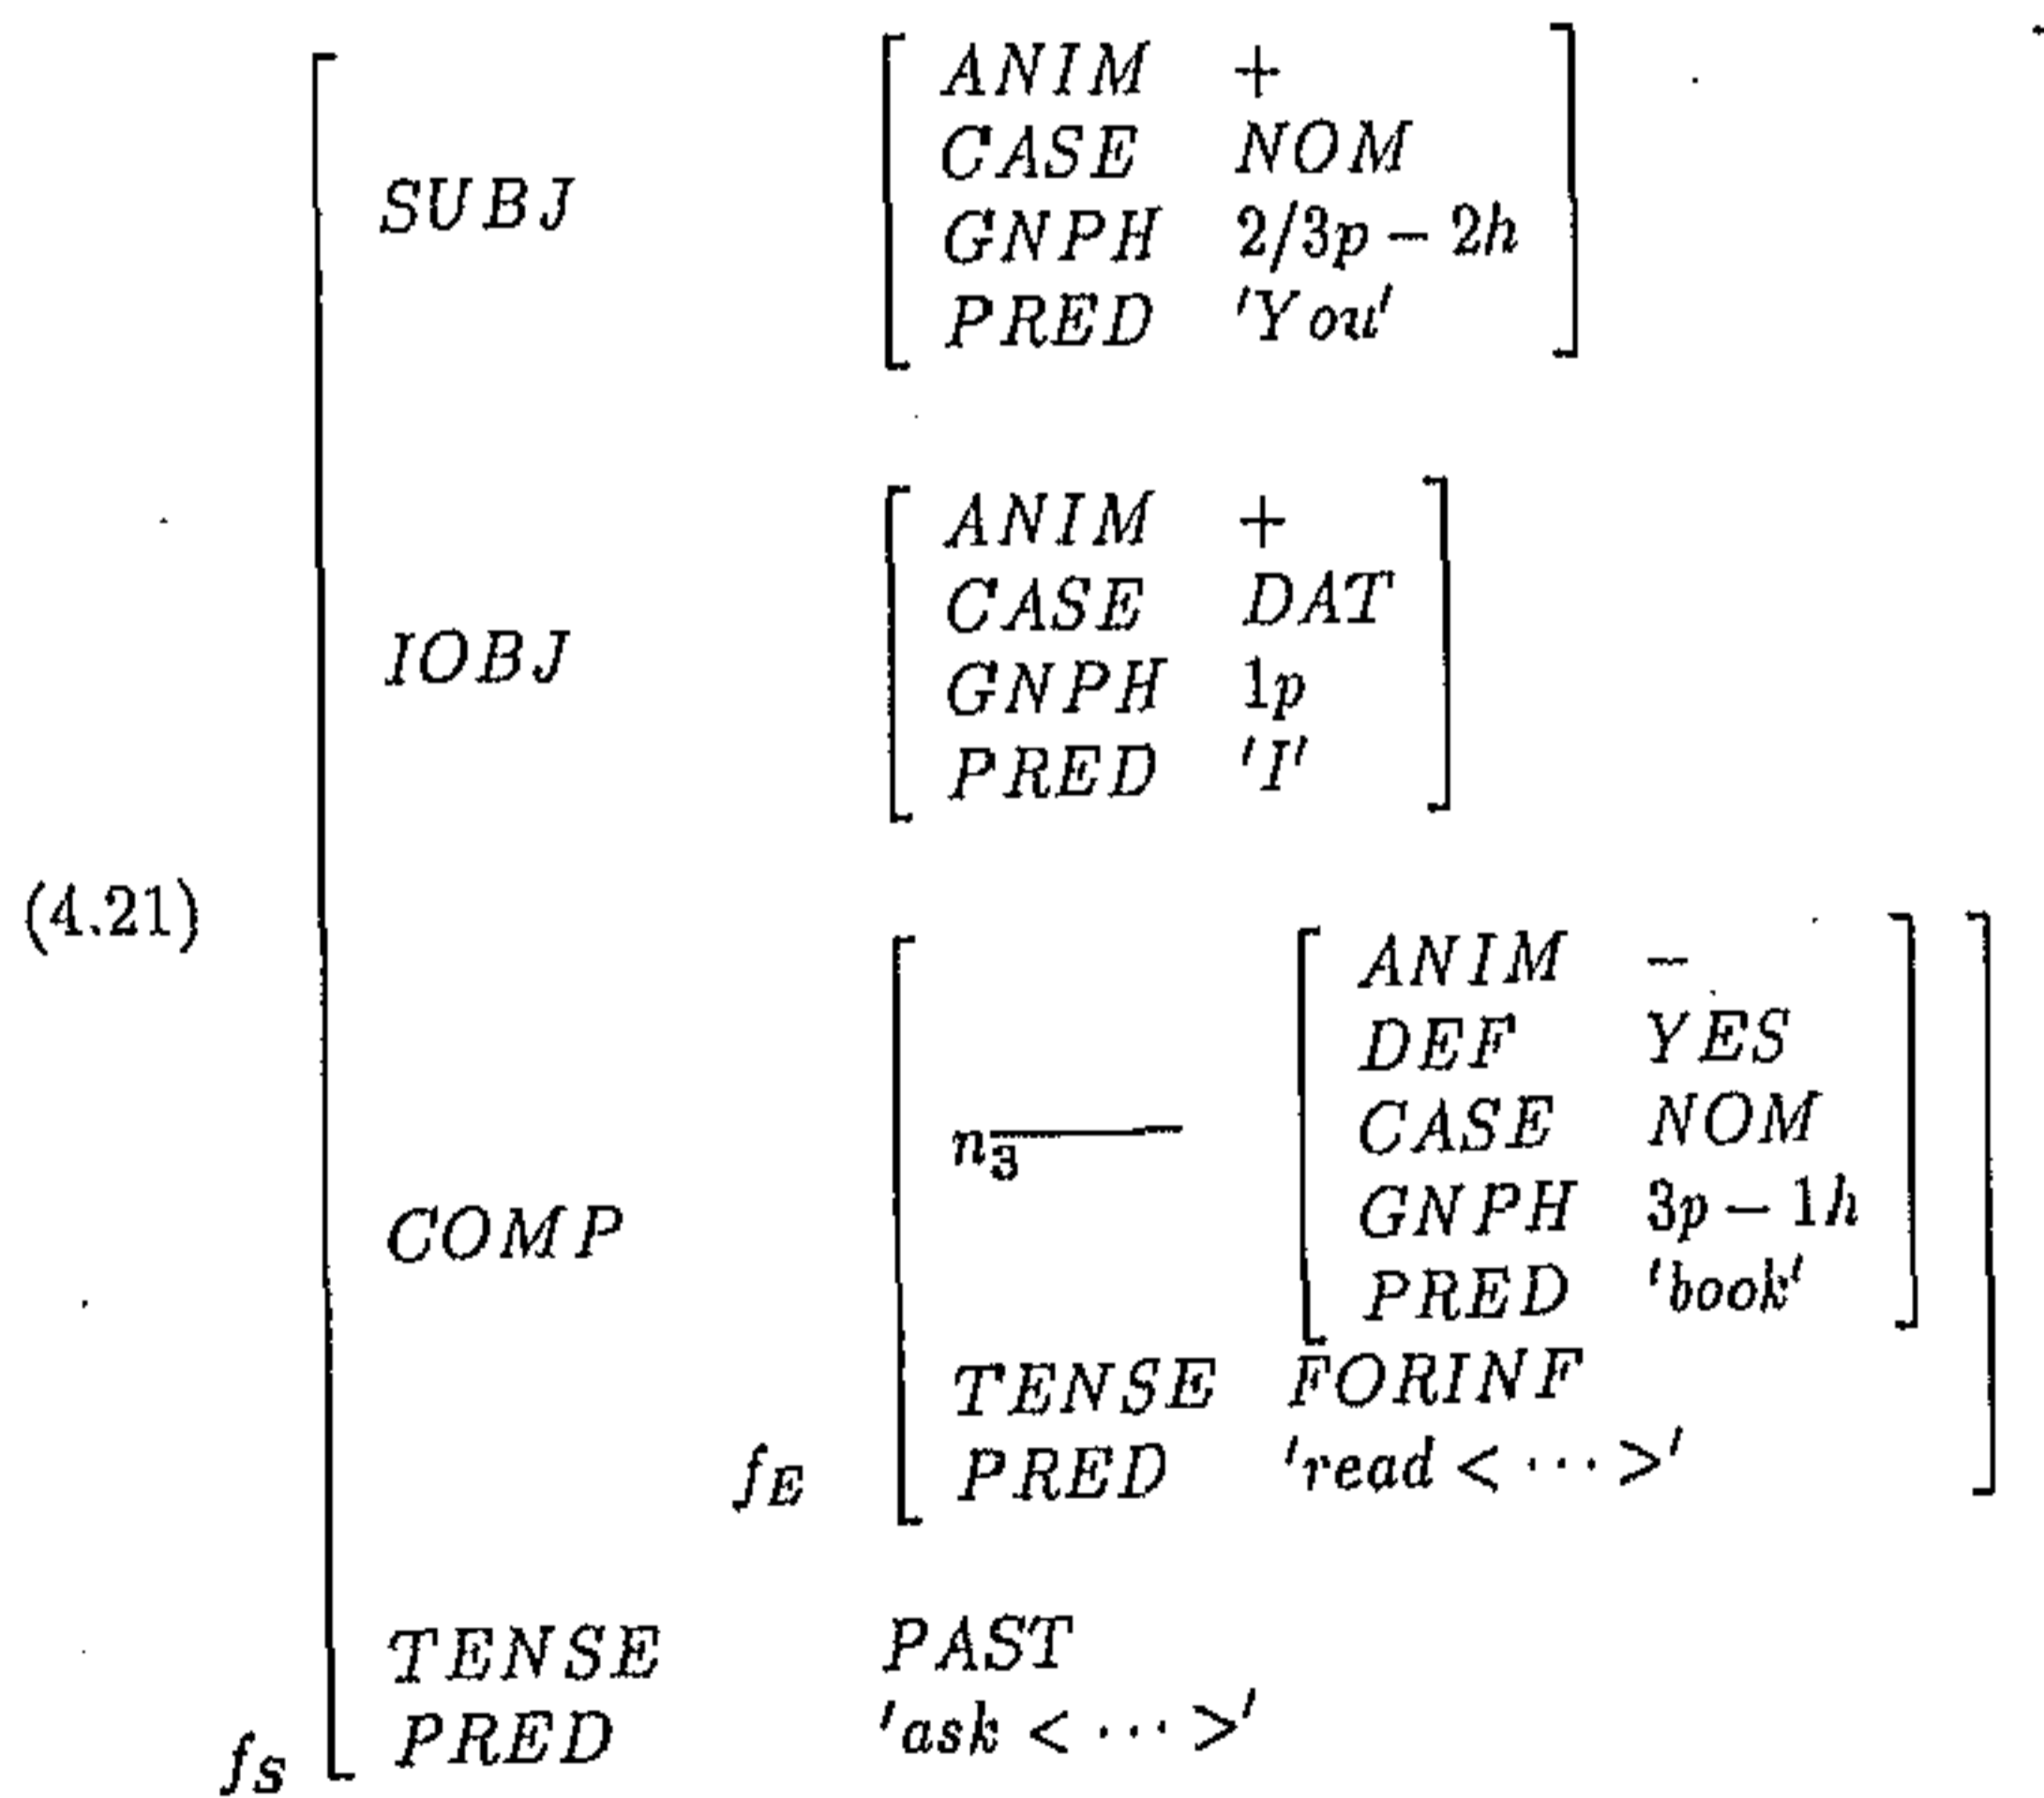 ANIM +
CASE NOM
SUBJ
GNPH 2/3p – 2h
PRED 'You'
ANIM +
CASE DAT
IOBJ
GNPH 1p
PRED 'I'
(4.21)
ANIM –
DEF YES
CASE NOM
n3
GNPH 3p – 1h
COMP
PRED 'book'
TENSE FORINF
fE PRED 'read < ··· >'
TENSE PAST
fS PRED 'ask < ··· >'